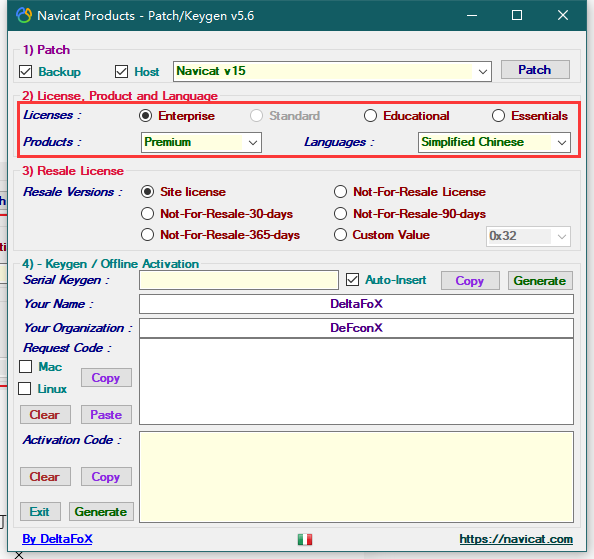 Navicat Products - Patch/Keygen v5.6
1) Patch
Backup Host Navicat v15 Patch
2) License, Product and Language
Licenses : Enterprise Standard Educational Essentials
Products : Premium Languages : Simplified Chinese
3) Resale License
Resale Versions : Site license Not-For-Resale License
Not-For-Resale-30-days Not-For-Resale-90-days
Not-For-Resale-365-days Custom Value 0x32
4) - Keygen / Offline Activation
Serial Keygen : Auto-Insert Copy Generate
Your Name : DeltaFoX
Your Organization : DeFconX
Request Code :
Mac
Copy
Linux
Clear Paste
Activation Code :
Clear Copy
Exit Generate
By DeltaFoX https://navicat.com